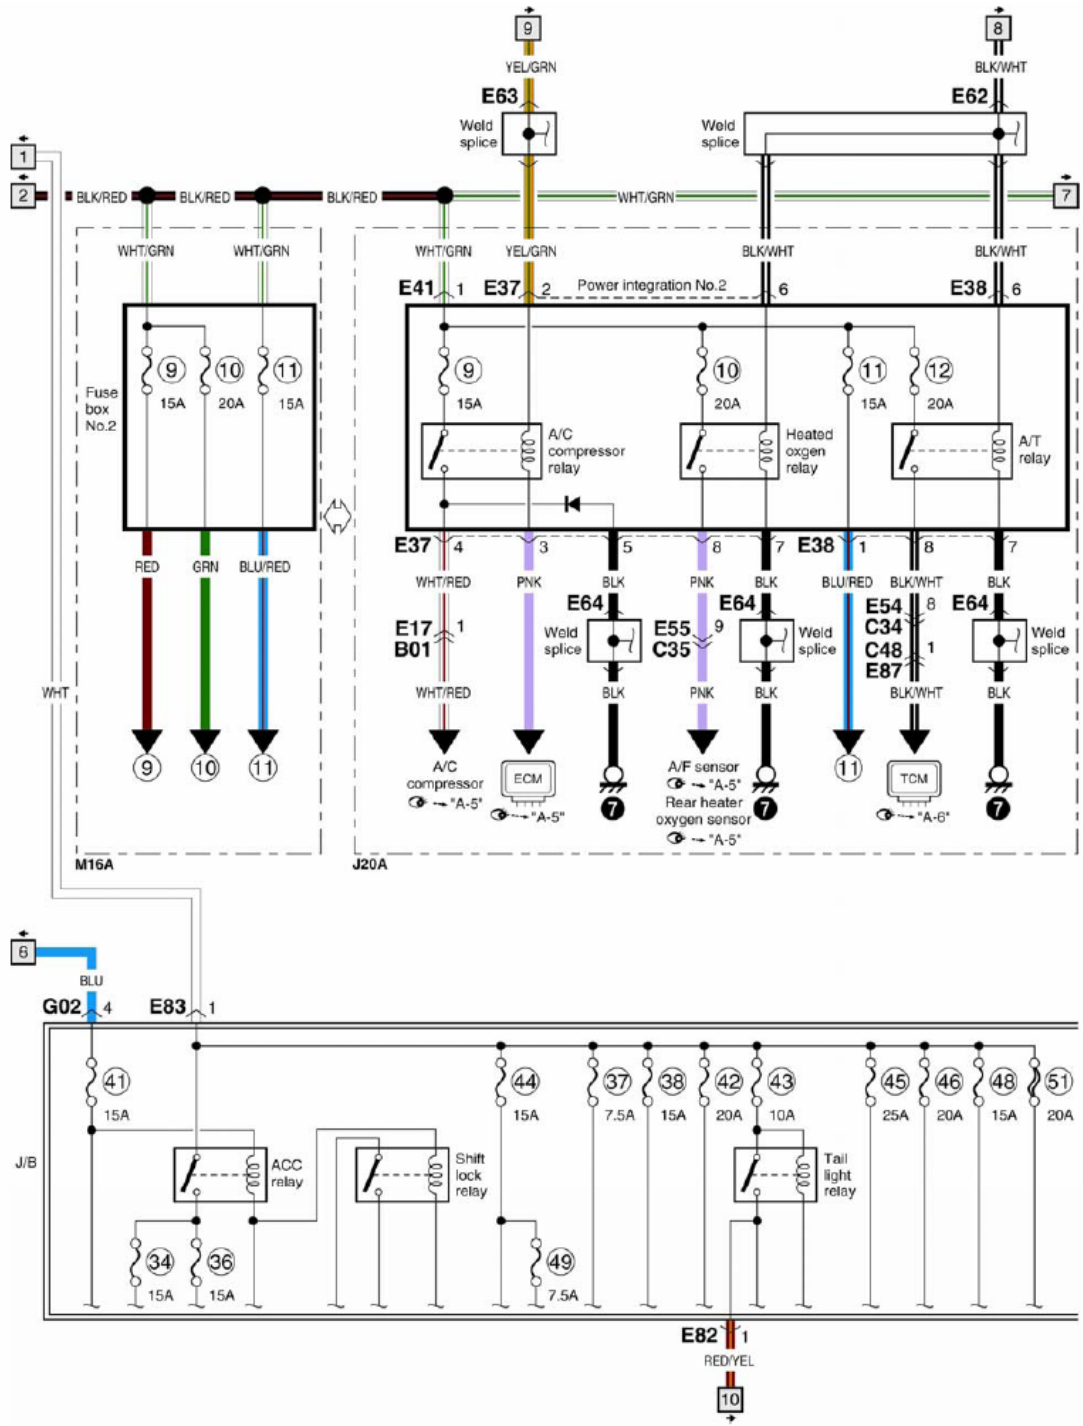 9
8
YEL/GRN
BLK/WHT
E63
E62
Weld splice
Weld splice
1
2
BLK/RED
BLK/RED
BLK/RED
WHT/GRN
7
WHT/GRN
WHT/GRN
WHT/GRN
YEL/GRN
BLK/WHT
BLK/WHT
E41
1
E37
2
Power integration No.2
6
E38
6
9
10
11
9
10
11
12
15A
20A
15A
15A
20A
15A
20A
Fuse box No.2
A/C compressor relay
Heated oxgen relay
A/T relay
E37
4
3
5
8
7
E38
1
8
7
RED
GRN
BLU/RED
WHT/RED
PNK
BLK
PNK
BLK
BLU/RED
BLK/WHT
BLK
E64
E64
E54
8
C34
E64
E17
1
B01
Weld splice
E55
9
C35
Weld splice
C48
1
E87
Weld splice
WHT
WHT/RED
BLK
PNK
BLK
BLK/WHT
BLK
9
10
11
A/C compressor
"A-5"
ECM
"A-5"
7
A/F sensor
"A-5"
Rear heater oxygen sensor
"A-5"
7
11
TCM
"A-6"
7
M16A
J20A
6
BLU
G02
4
E83
1
41
44
37
38
42
43
45
46
48
51
15A
15A
7.5A
15A
20A
10A
25A
20A
15A
20A
J/B
ACC relay
Shift lock relay
Tail light relay
34
36
49
15A
15A
7.5A
E82
1
RED/YEL
10